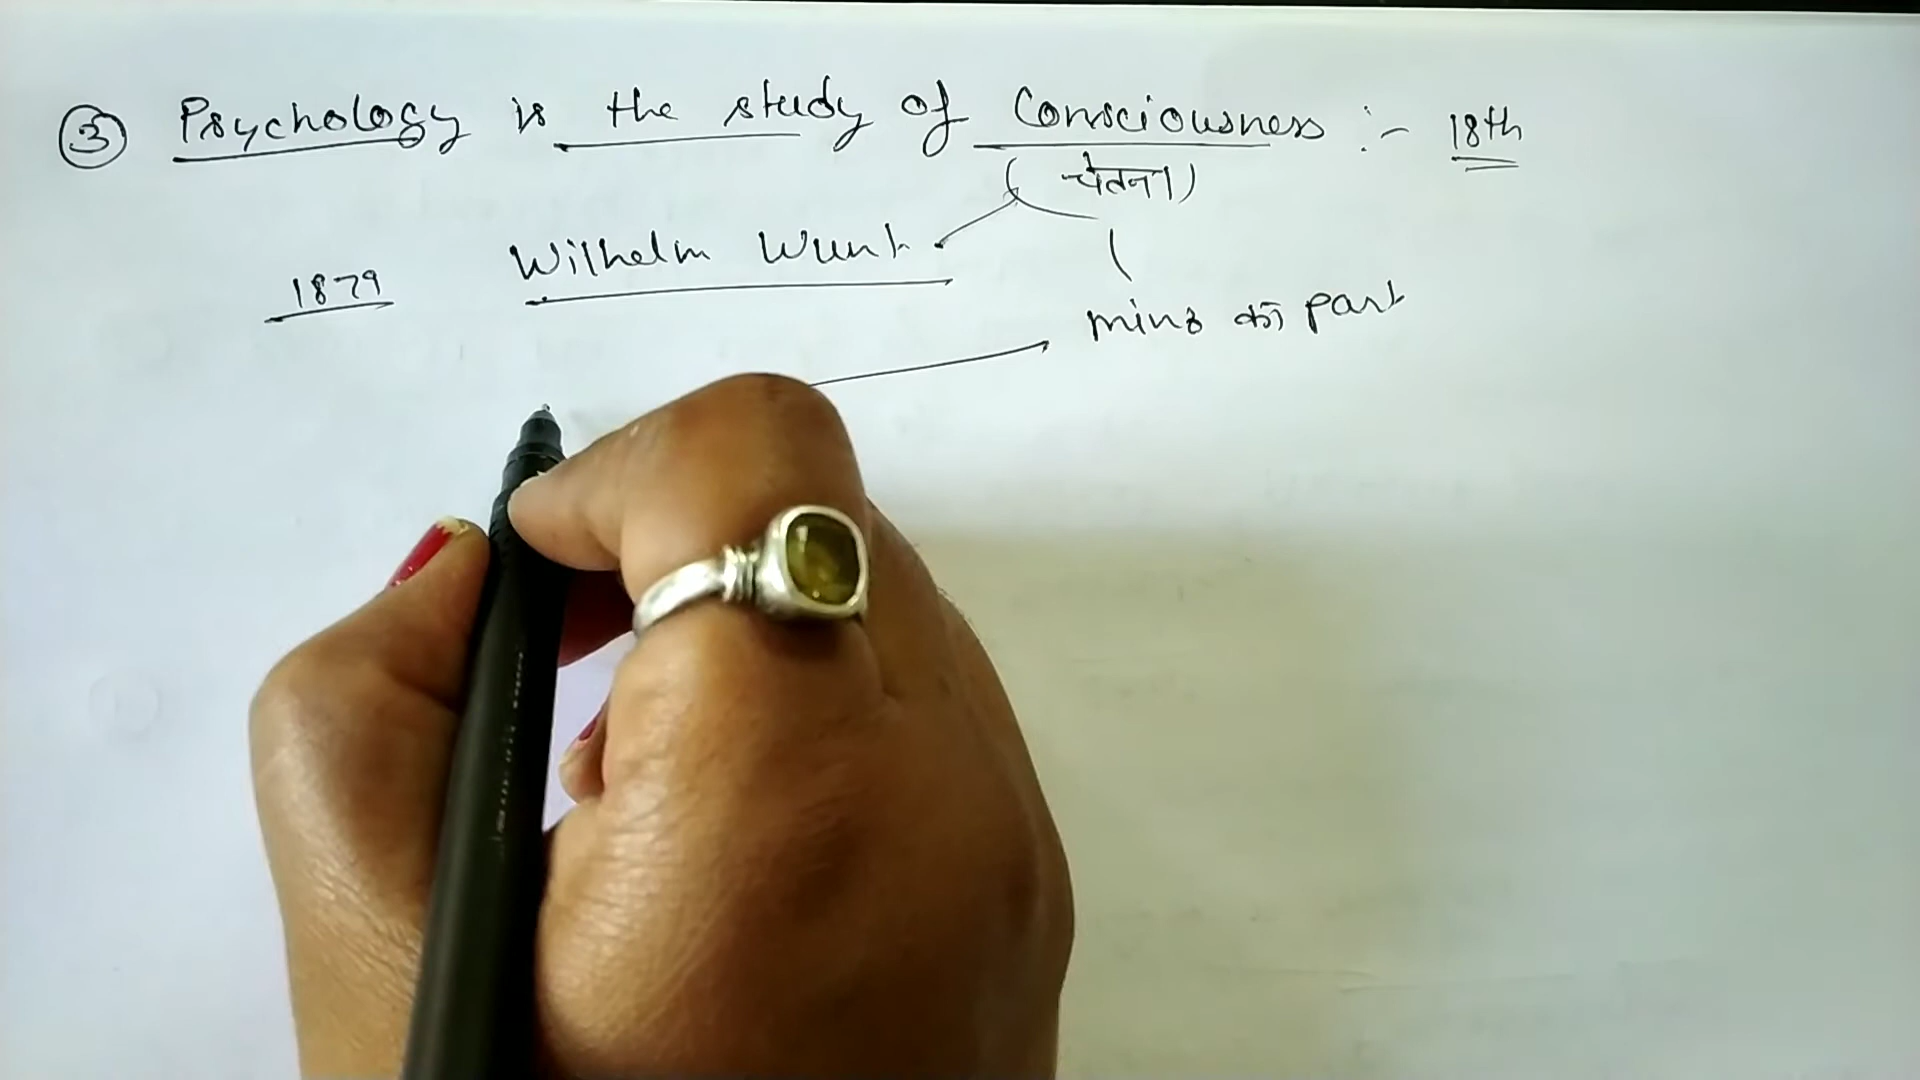 ③ Psychology is the study of Consciousness :- 18th
(चेतना)
Wilhelm Wunt
1879
mind का part